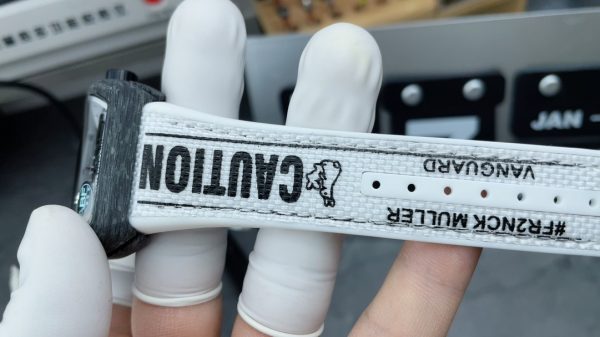 CAUTION
VANGUARD
#FR2NCK MULLER
JAN -